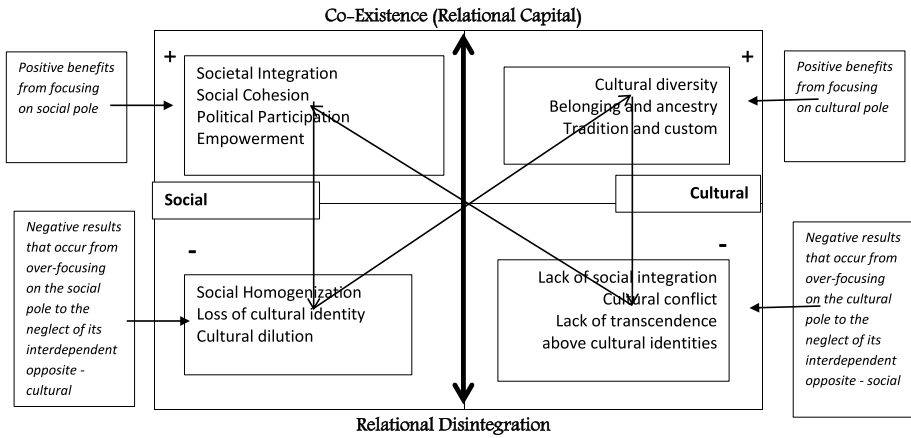 Co-Existence (Relational Capital)
+
+
Positive benefits
from focusing
on social pole
Societal Integration
Social Cohesion
Political Participation
Empowerment
Cultural diversity
Belonging and ancestry
Tradition and custom
Positive benefits
from focusing
on cultural pole
Social
Cultural
Negative results
that occur from
over-focusing
on the social
pole to the
neglect of its
interdependent
opposite -
cultural
-
-
Social Homogenization
Loss of cultural identity
Cultural dilution
Lack of social integration
Cultural conflict
Lack of transcendence
above cultural identities
Negative results
that occur from
over-focusing
on the cultural
pole to the
neglect of its
interdependent
opposite - social
Relational Disintegration